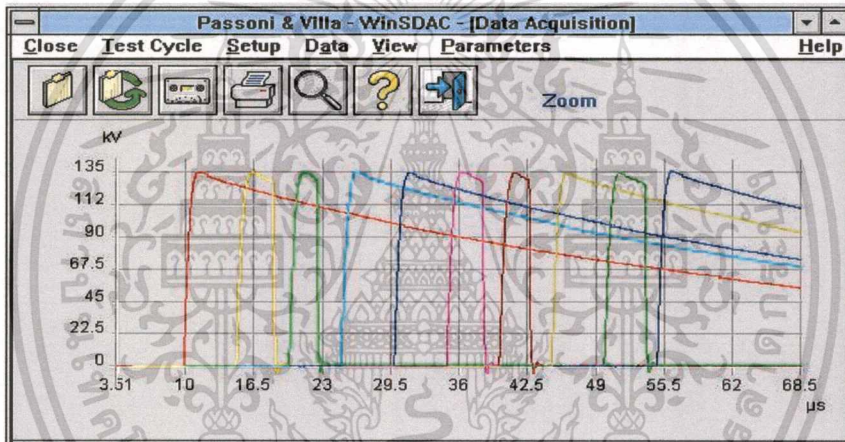 Passoni & Villa - WinSDAC - [Data Acquisition]
Close Test Cycle Setup Data View Parameters Help
Zoom
KV
135
112
90
67.5
45
22.5
0
3.51 10 16.5 23 29.5 36 42.5 49 55.5 62 68.5
µs